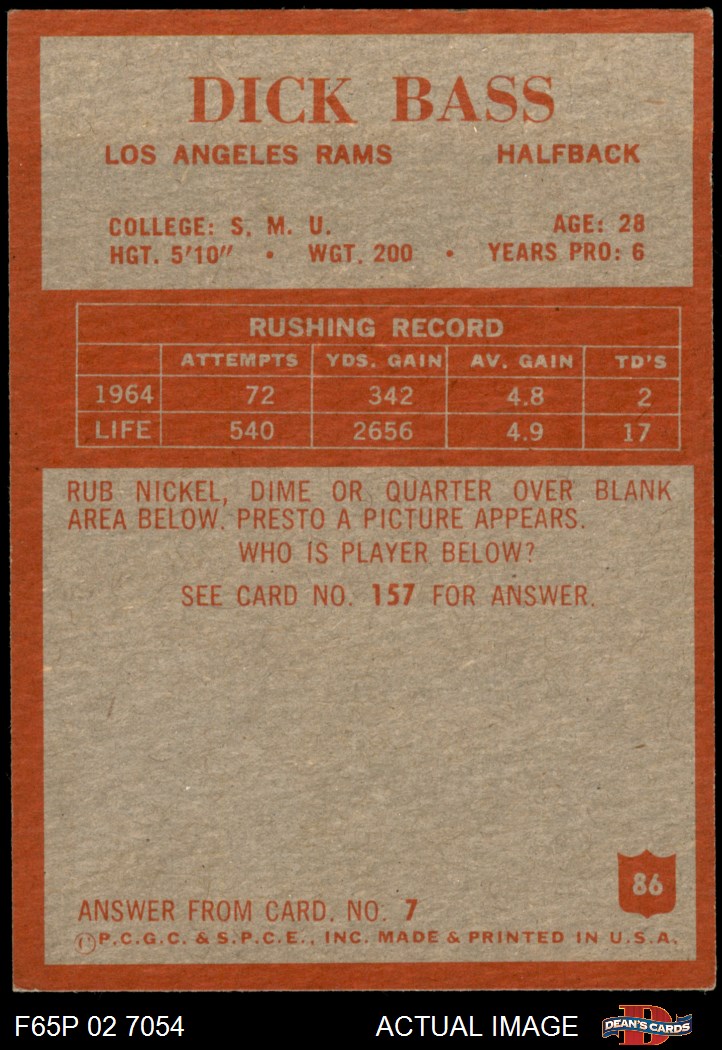 DICK BASS
LOS ANGELES RAMS HALFBACK
COLLEGE: S. M. U. AGE: 28
HGT. 5'10" • WGT. 200 • YEARS PRO: 6
RUSHING RECORD
ATTEMPTS YDS. GAIN AV. GAIN TD'S
1964 72 342 4.8 2
LIFE 540 2656 4.9 17
RUB NICKEL, DIME OR QUARTER OVER BLANK
AREA BELOW. PRESTO A PICTURE APPEARS.
WHO IS PLAYER BELOW?
SEE CARD NO. 157 FOR ANSWER.
86
ANSWER FROM CARD. NO. 7
©P.C.G.C. & S.P.C.E., INC. MADE & PRINTED IN U.S.A.
F65P 02 7054 ACTUAL IMAGE DEAN'S CARDS